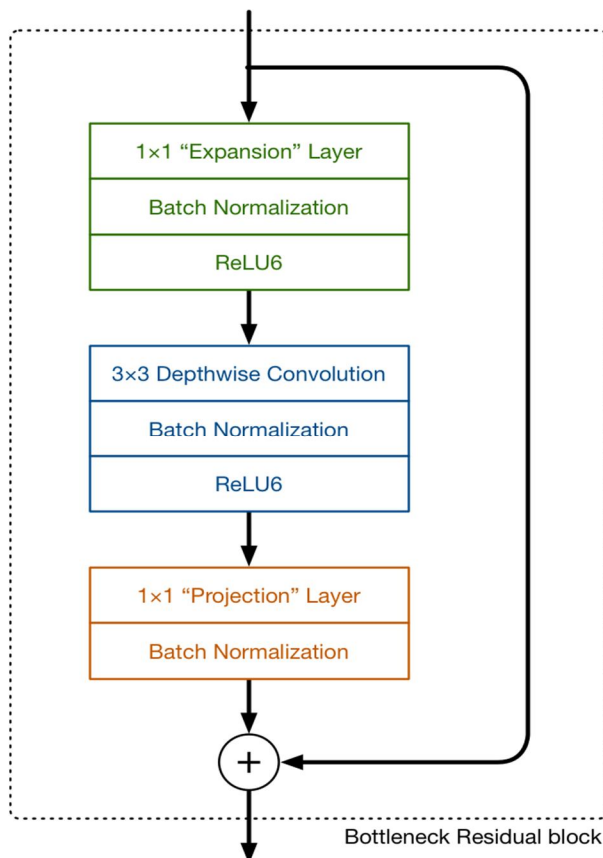 1×1 “Expansion” Layer
Batch Normalization
ReLU6
3×3 Depthwise Convolution
Batch Normalization
ReLU6
1×1 “Projection” Layer
Batch Normalization
+
Bottleneck Residual block